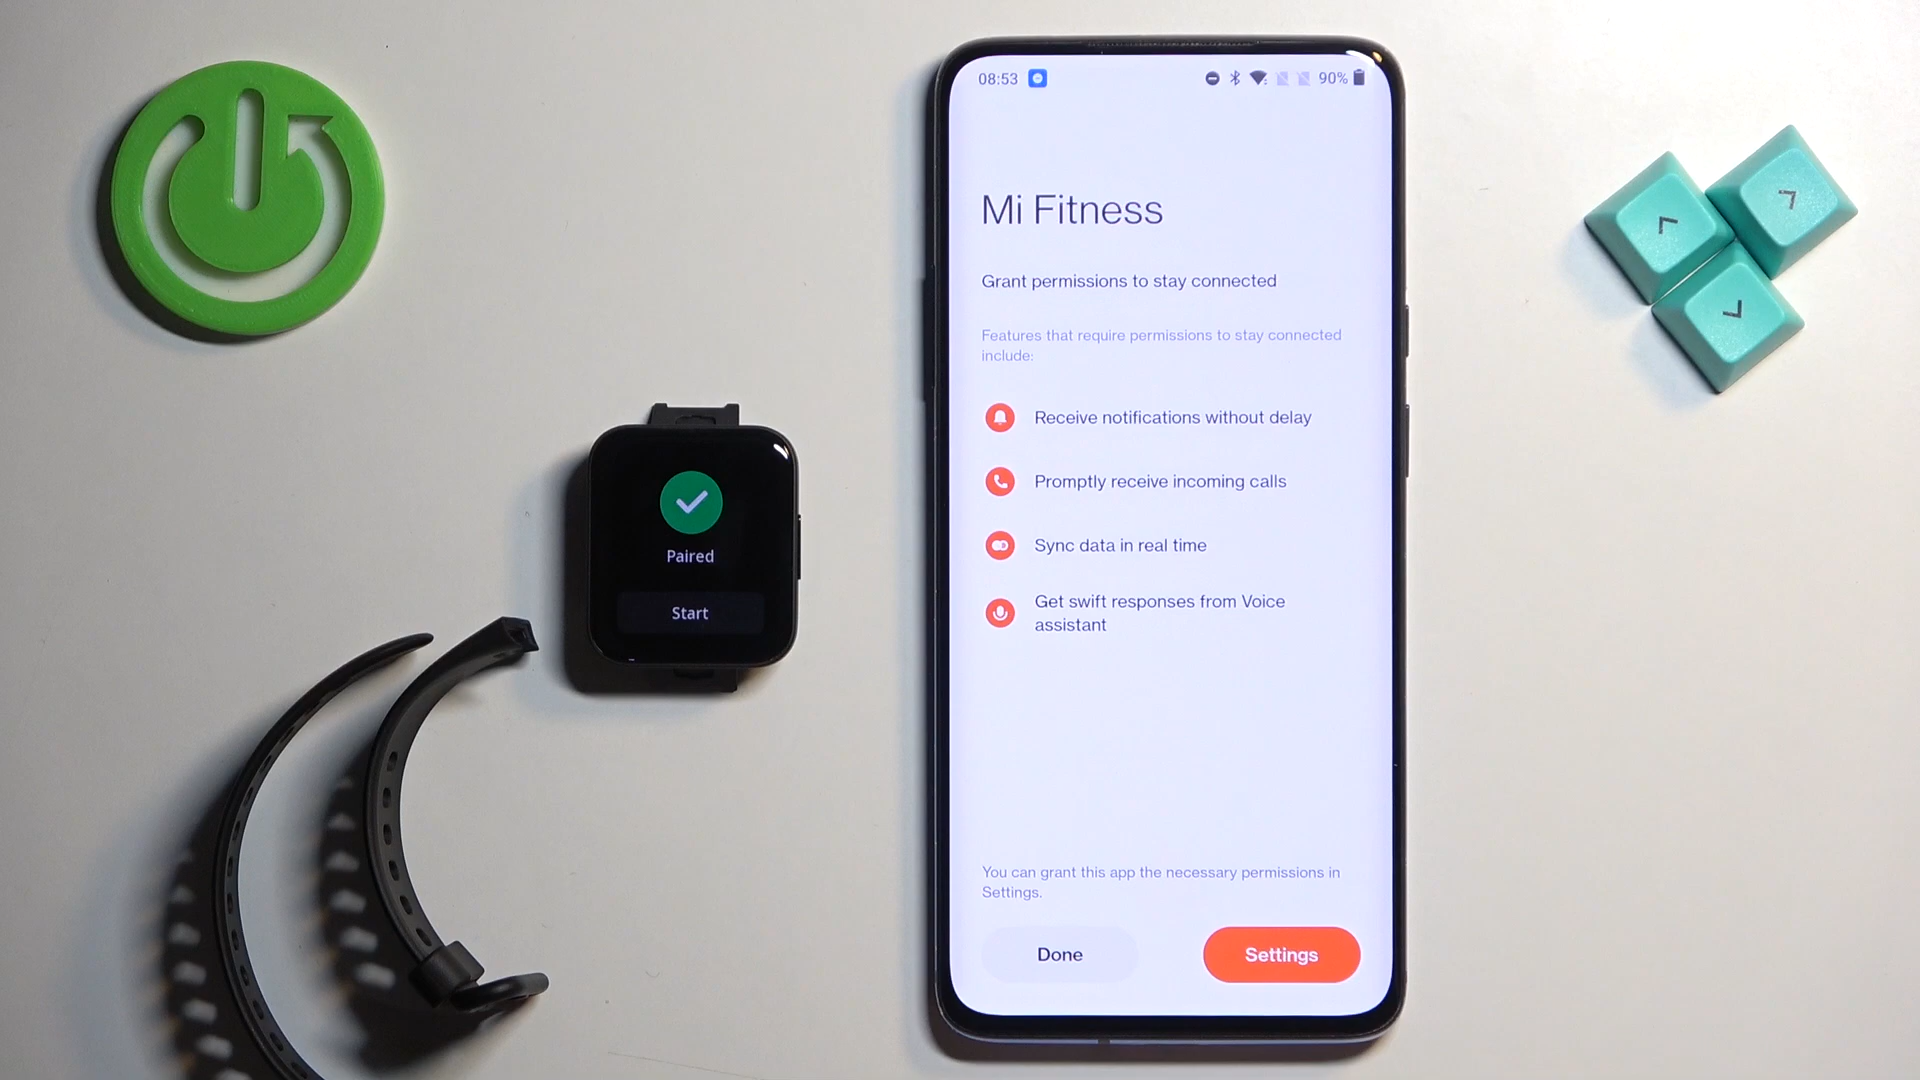 08:53
90%
Mi Fitness
Grant permissions to stay connected
Features that require permissions to stay connected
include:
Receive notifications without delay
Promptly receive incoming calls
Sync data in real time
Get swift responses from Voice
assistant
You can grant this app the necessary permissions in
Settings.
Done
Settings
Paired
Start